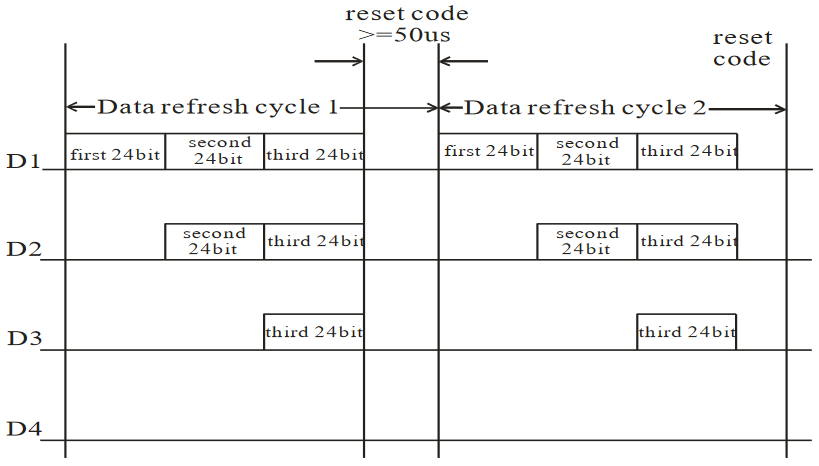 reset code
>=50us
reset
code
Data refresh cycle 1
Data refresh cycle 2
D1
first 24bit
second
24bit
third 24bit
first 24bit
second
24bit
third 24bit
D2
second
24bit
third 24bit
second
24bit
third 24bit
D3
third 24bit
third 24bit
D4